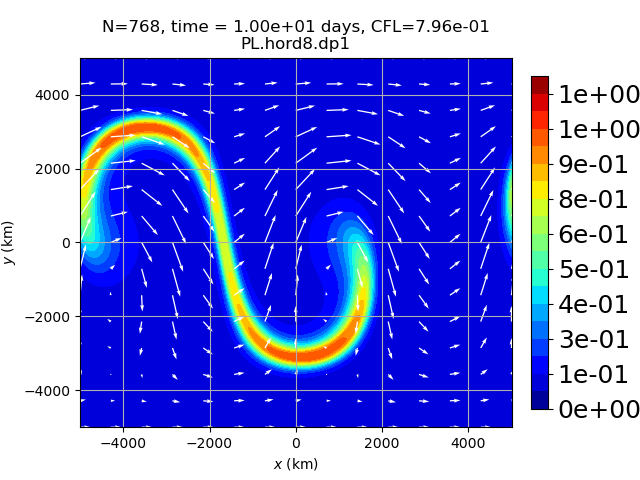 N=768, time = 1.00e+01 days, CFL=7.96e-01
PL.hord8.dp1
4000
2000
0
−2000
−4000
y (km)
−4000
−2000
0
2000
4000
x (km)
1e+00
1e+00
9e-01
8e-01
6e-01
5e-01
4e-01
3e-01
1e-01
0e+00